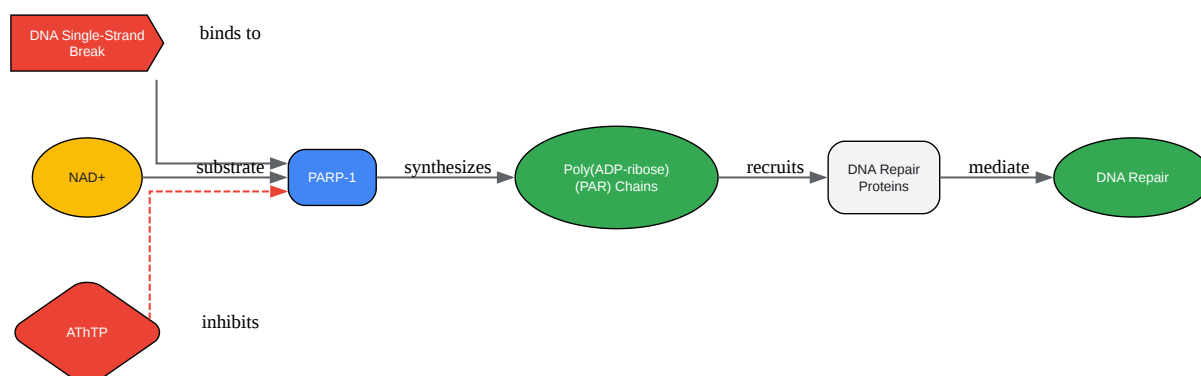 DNA Single-Strand
Break
binds to
NAD+
substrate
PARP-1
synthesizes
Poly(ADP-ribose)
(PAR) Chains
recruits
DNA Repair
Proteins
mediate
DNA Repair
AThTP
inhibits